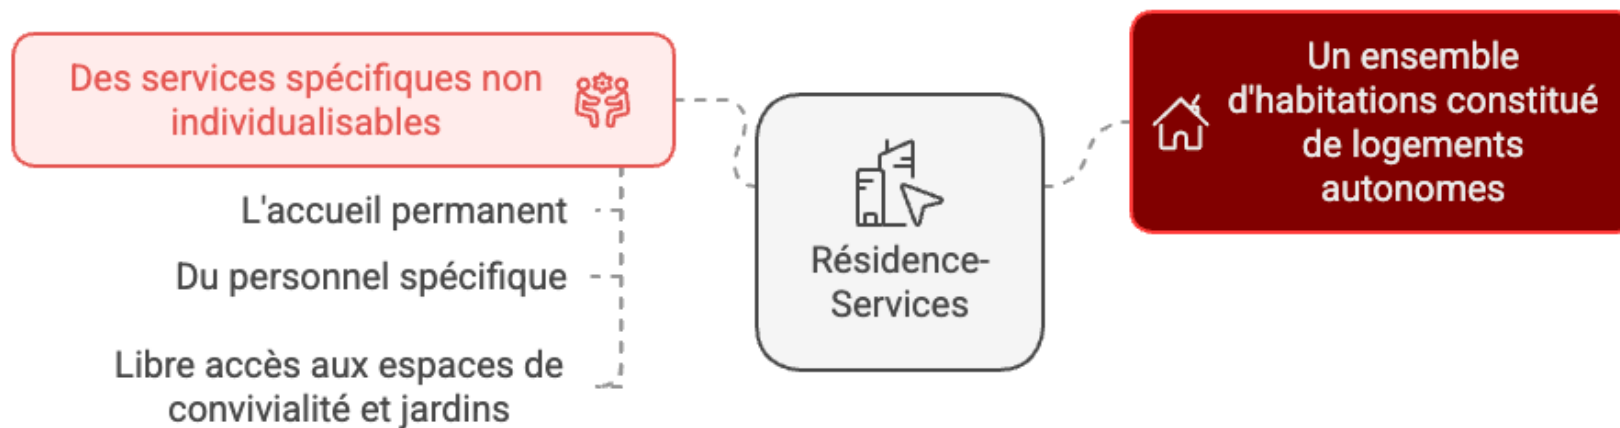 Des services spécifiques non
individualisables
L'accueil permanent
Du personnel spécifique
Libre accès aux espaces de
convivialité et jardins
Résidence-
Services
Un ensemble
d'habitations constitué
de logements
autonomes